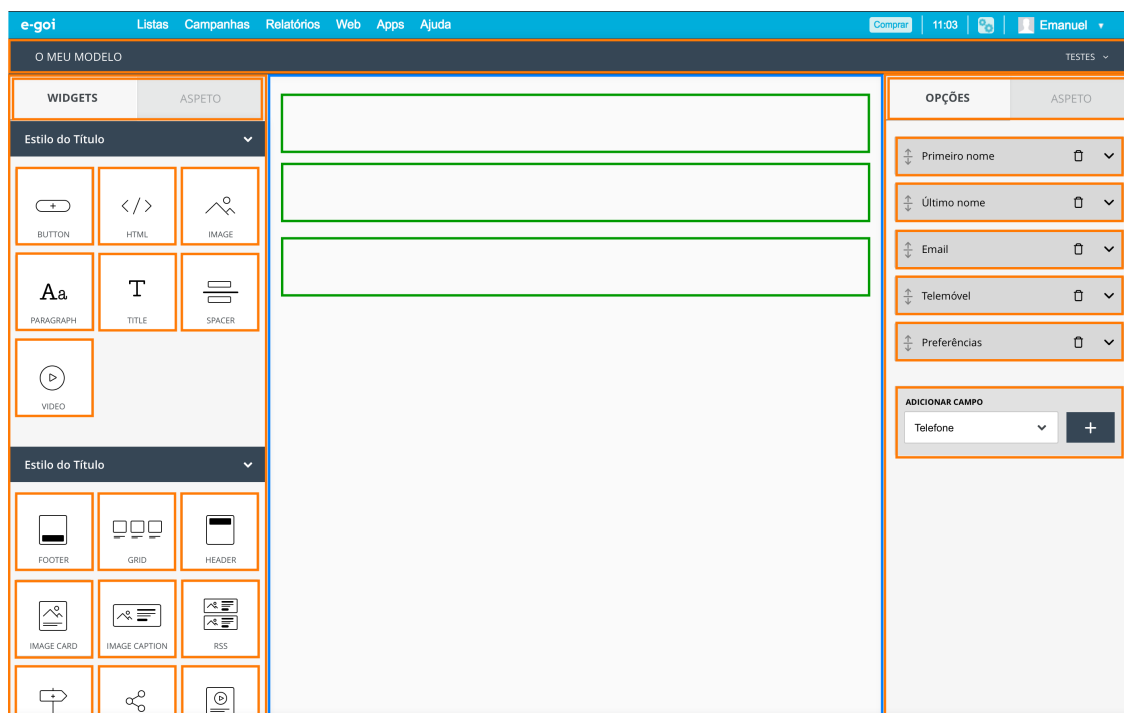 e-goi Listas Campanhas Relatórios Web Apps Ajuda Comprar 11:03 Emanuel
O MEU MODELO TESTES
WIDGETS ASPETO
Estilo do Título
BUTTON HTML IMAGE
Aa T
PARAGRAPH TITLE SPACER
VIDEO
Estilo do Título
FOOTER GRID HEADER
IMAGE CARD IMAGE CAPTION RSS
OPÇÕES ASPETO
Primeiro nome
Último nome
Email
Telemóvel
Preferências
ADICIONAR CAMPO
Telefone +